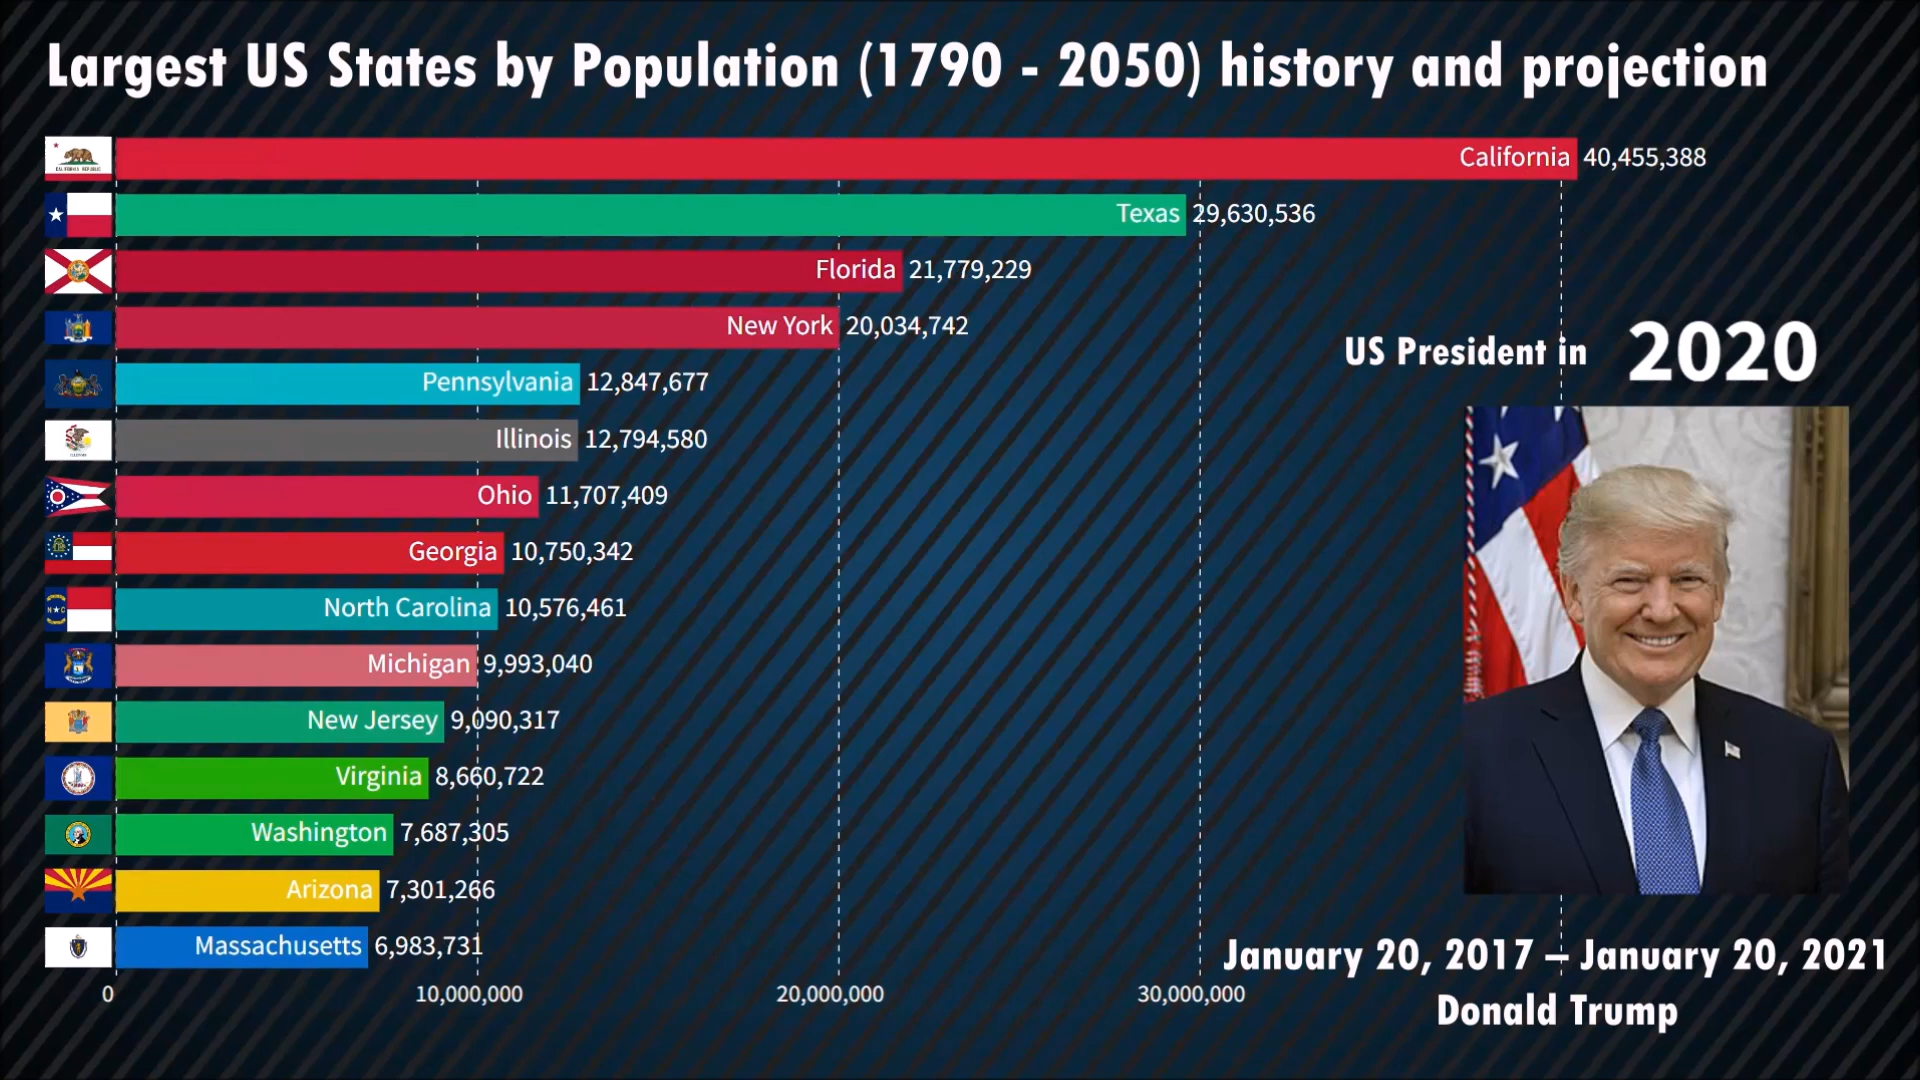 Largest US States by Population (1790 - 2050) history and projection
California 40,455,388
Texas 29,630,536
Florida 21,779,229
New York 20,034,742
US President in 2020
Pennsylvania 12,847,677
Illinois 12,794,580
Ohio 11,707,409
Georgia 10,750,342
North Carolina 10,576,461
Michigan 9,993,040
New Jersey 9,090,317
Virginia 8,660,722
Washington 7,687,305
Arizona 7,301,266
Massachusetts 6,983,731
0 10,000,000 20,000,000 30,000,000
January 20, 2017 – January 20, 2021
Donald Trump